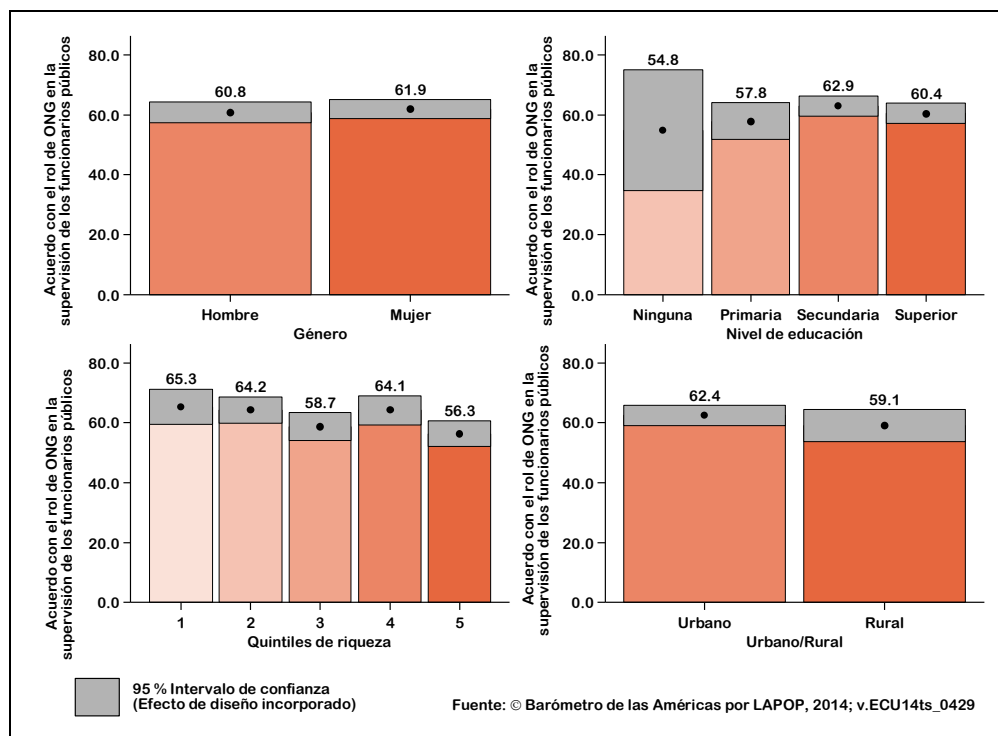 Acuerdo con el rol de ONG en la
supervisión de los funcionarios públicos
80.0
60.0
40.0
20.0
0.0
60.8
61.9
Hombre
Mujer
Género
Acuerdo con el rol de ONG en la
supervisión de los funcionarios públicos
80.0
60.0
40.0
20.0
0.0
54.8
57.8
62.9
60.4
Ninguna
Primaria
Secundaria
Superior
Nivel de educación
Acuerdo con el rol de ONG en la
supervisión de los funcionarios públicos
80.0
60.0
40.0
20.0
0.0
65.3
64.2
58.7
64.1
56.3
1
2
3
4
5
Quintiles de riqueza
Acuerdo con el rol de ONG en la
supervisión de los funcionarios públicos
80.0
60.0
40.0
20.0
0.0
62.4
59.1
Urbano
Rural
Urbano/Rural
95 % Intervalo de confianza
(Efecto de diseño incorporado)
Fuente: © Barómetro de las Américas por LAPOP, 2014; v.ECU14ts_0429